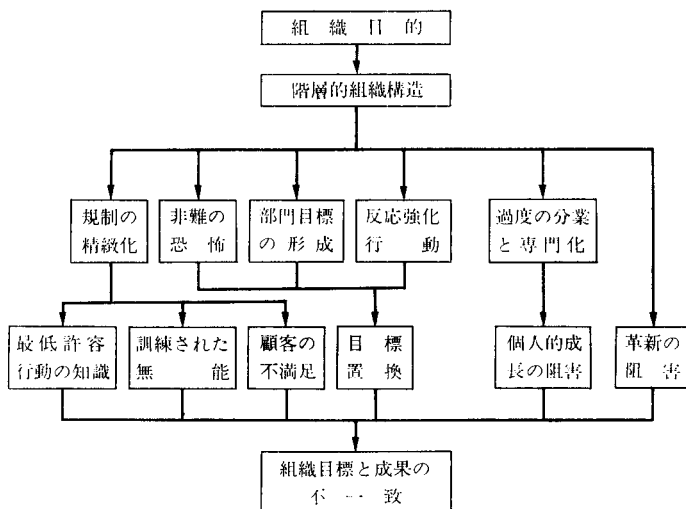 組織目的
階層的組織構造
規制の
精緻化
非難の
恐怖
部門目標
の形成
反応強化
行動
過度の分業
と専門化
最低許容
行動の知識
訓練された
無能
顧客の
不満足
目標
置換
個人的成
長の阻害
革新の
阻害
組織目標と成果の
不一致